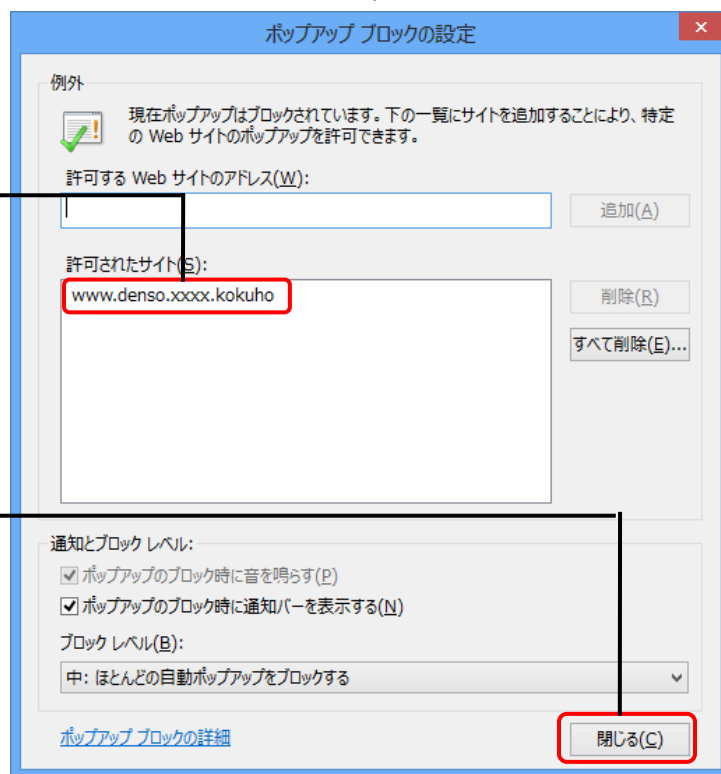 ポップアップ ブロックの設定
例外
現在ポップアップはブロックされています。下の一覧にサイトを追加することにより、特定
の Web サイトのポップアップを許可できます。
許可する Web サイトのアドレス(W):
追加(A)
許可されたサイト(S):
www.denso.xxxx.kokuho
削除(R)
すべて削除(E)...
通知とブロック レベル:
ポップアップのブロック時に音を鳴らす(P)
ポップアップのブロック時に通知バーを表示する(N)
ブロック レベル(B):
中: ほとんどの自動ポップアップをブロックする
ポップアップ ブロックの詳細
閉じる(C)